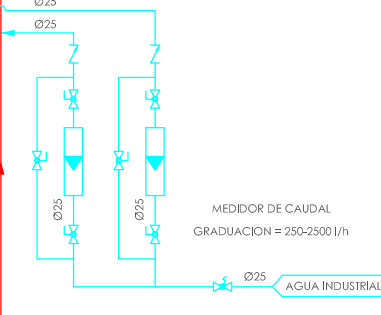 Ø25
Ø25
Ø25
Ø25
MEDIDOR DE CAUDAL
GRADUACION = 250-2500 l/h
Ø25
AGUA INDUSTRIAL